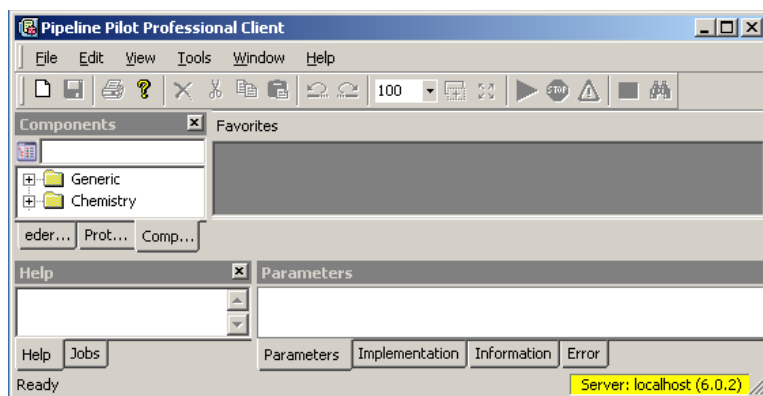 Pipeline Pilot Professional Client
File Edit View Tools Window Help
100 STOP
Components Favorites
Generic
Chemistry
eder... Prot... Comp...
Help Parameters
Help Jobs Parameters Implementation Information Error
Ready Server: localhost (6.0.2)